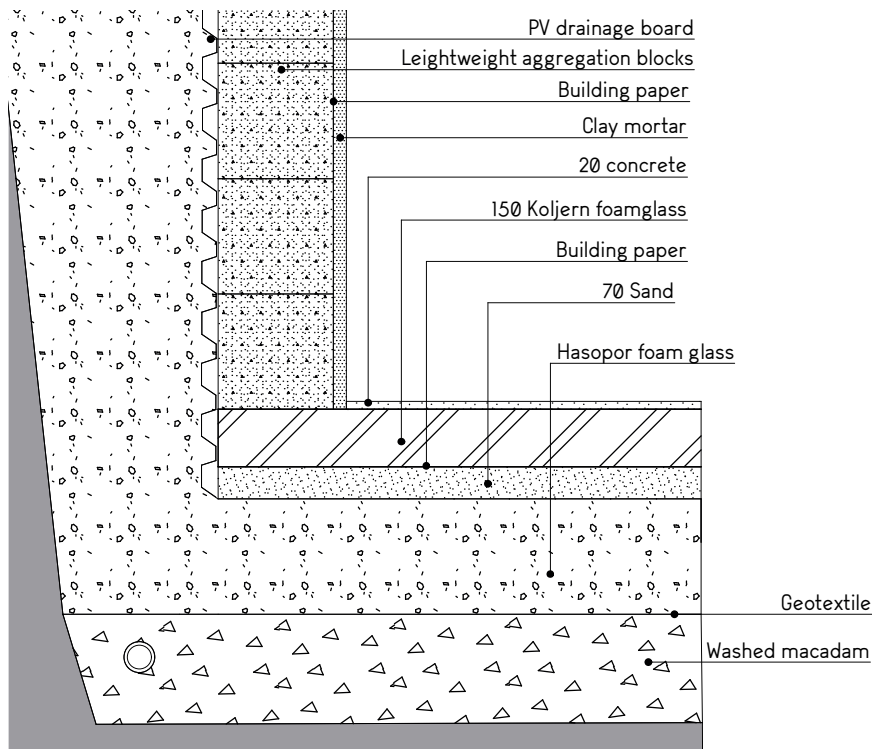 PV drainage board
Leightweight aggregation blocks
Building paper
Clay mortar
20 concrete
150 Koljern foamglass
Building paper
70 Sand
Hasopor foam glass
Geotextile
Washed macadam